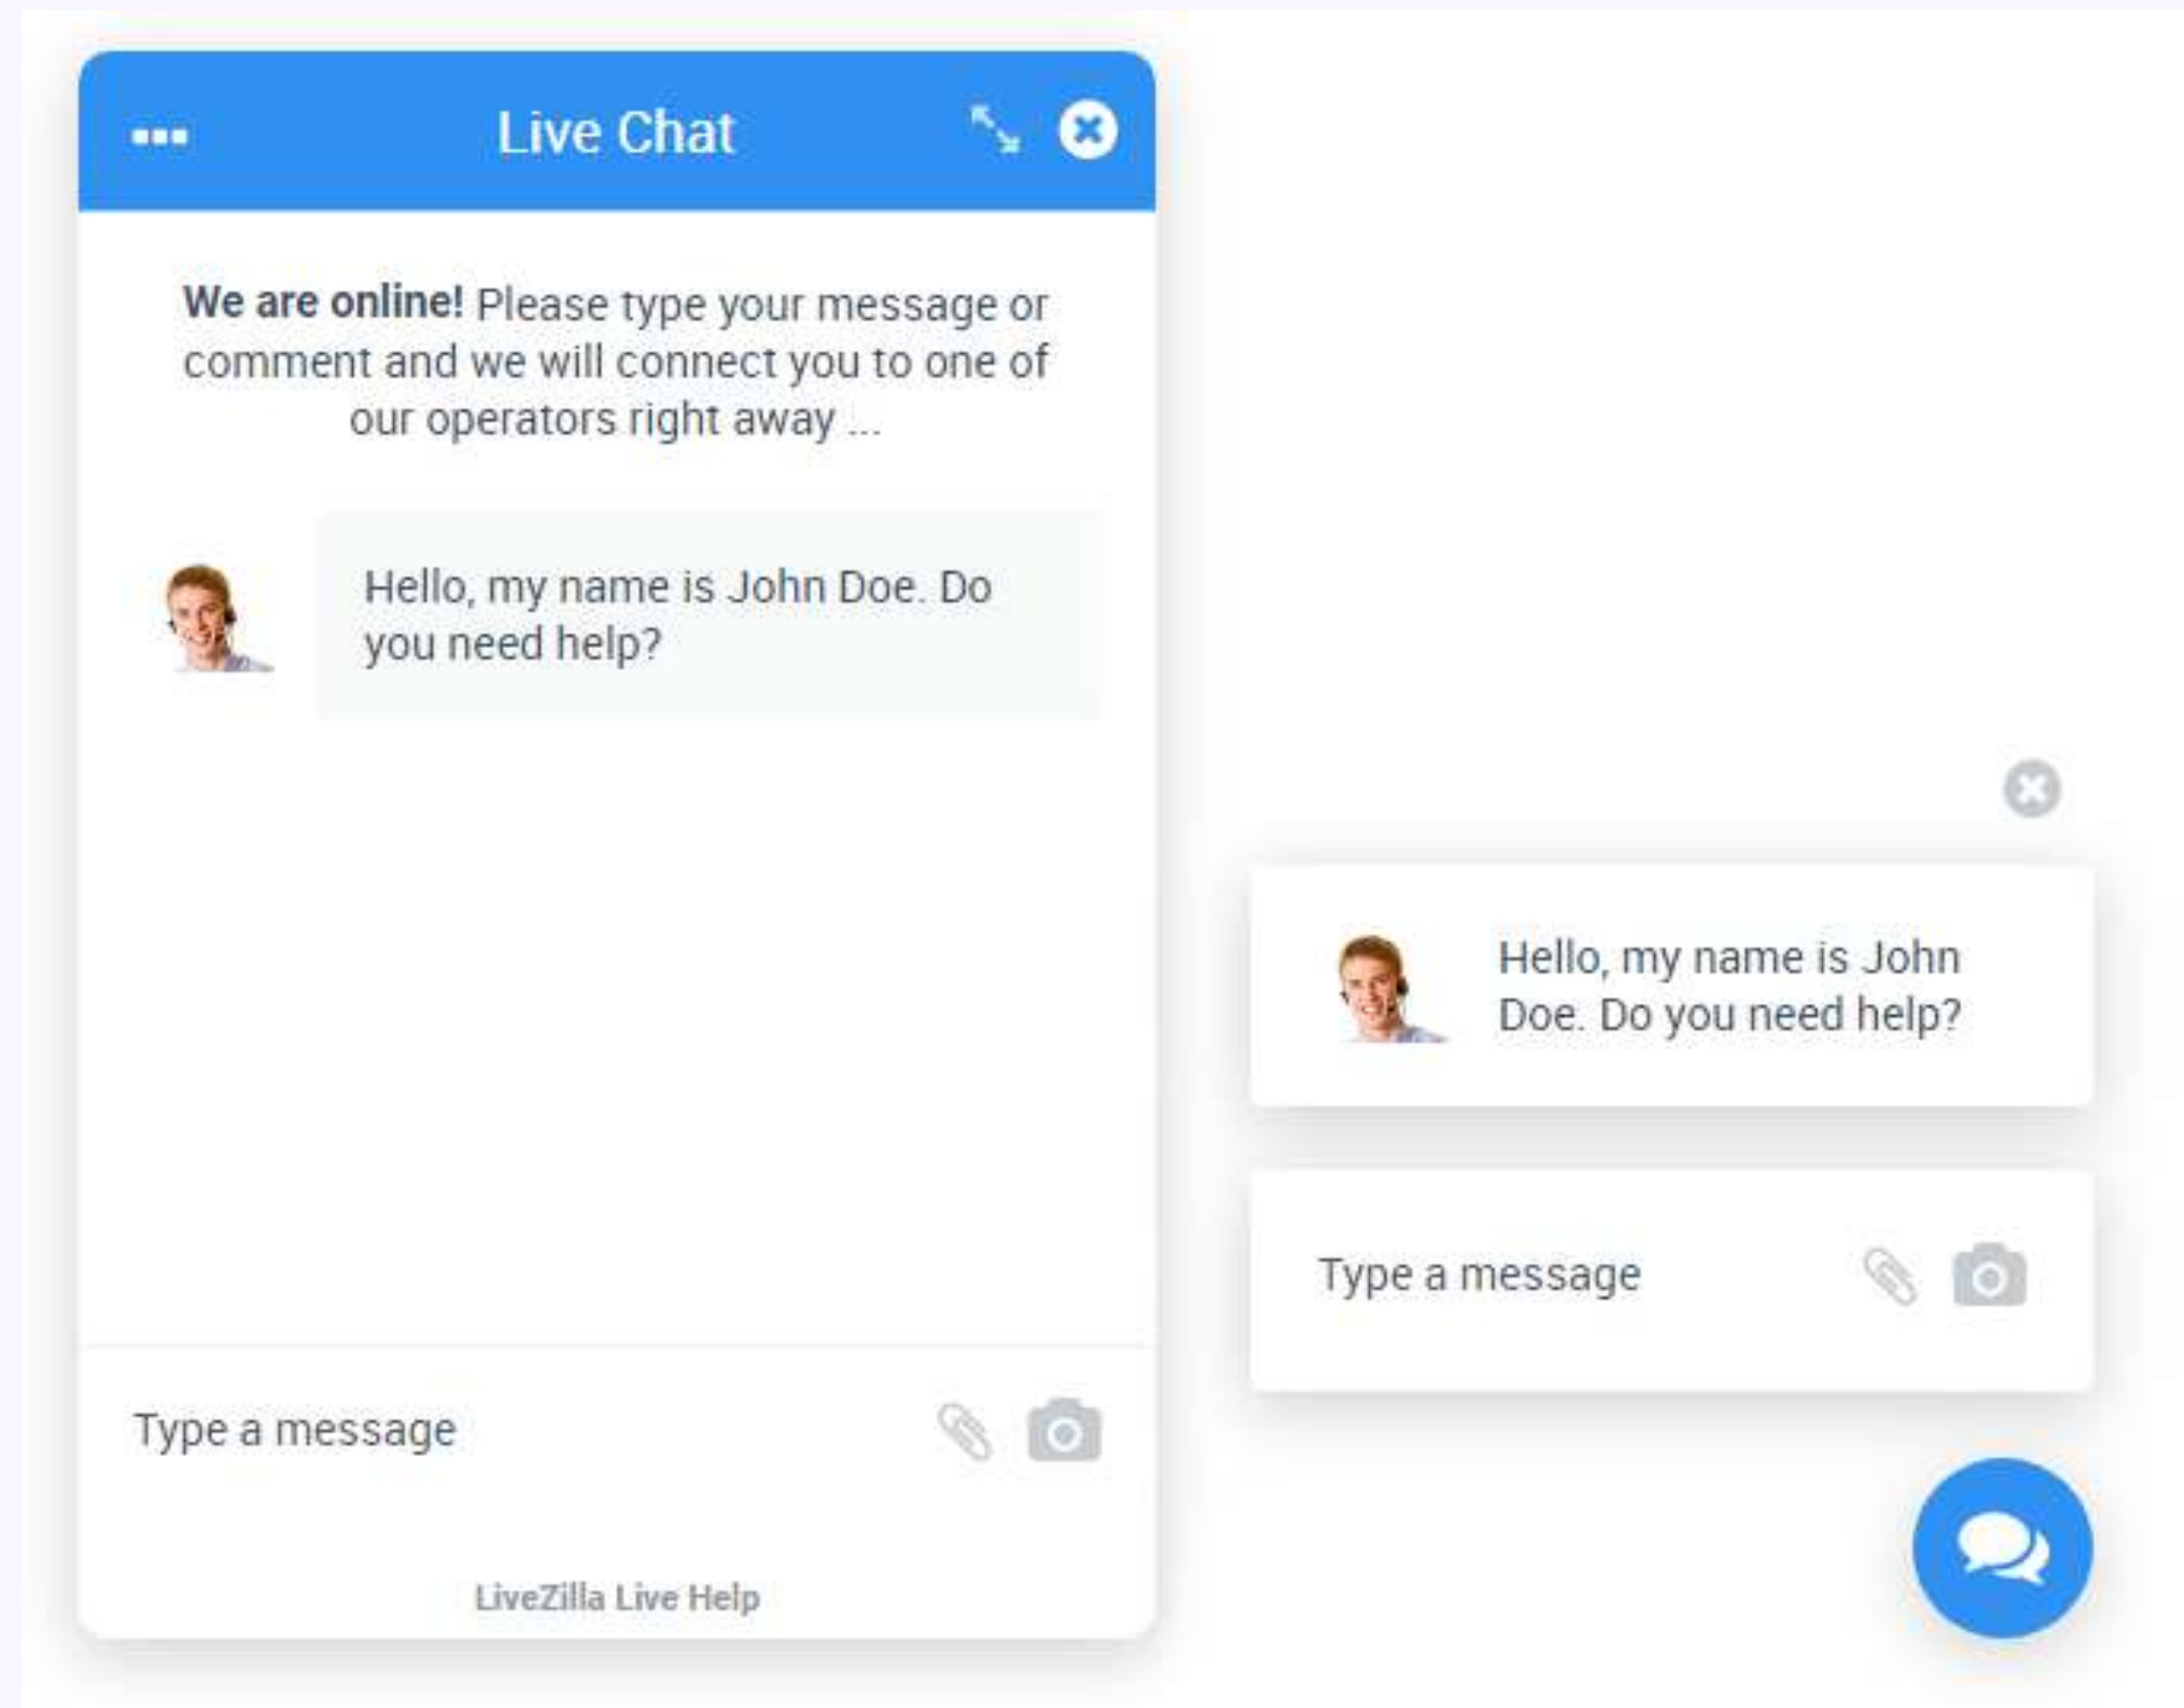 Live Chat
We are online! Please type your message or
comment and we will connect you to one of
our operators right away ...
Hello, my name is John Doe. Do
you need help?
Type a message
LiveZilla Live Help
Hello, my name is John
Doe. Do you need help?
Type a message